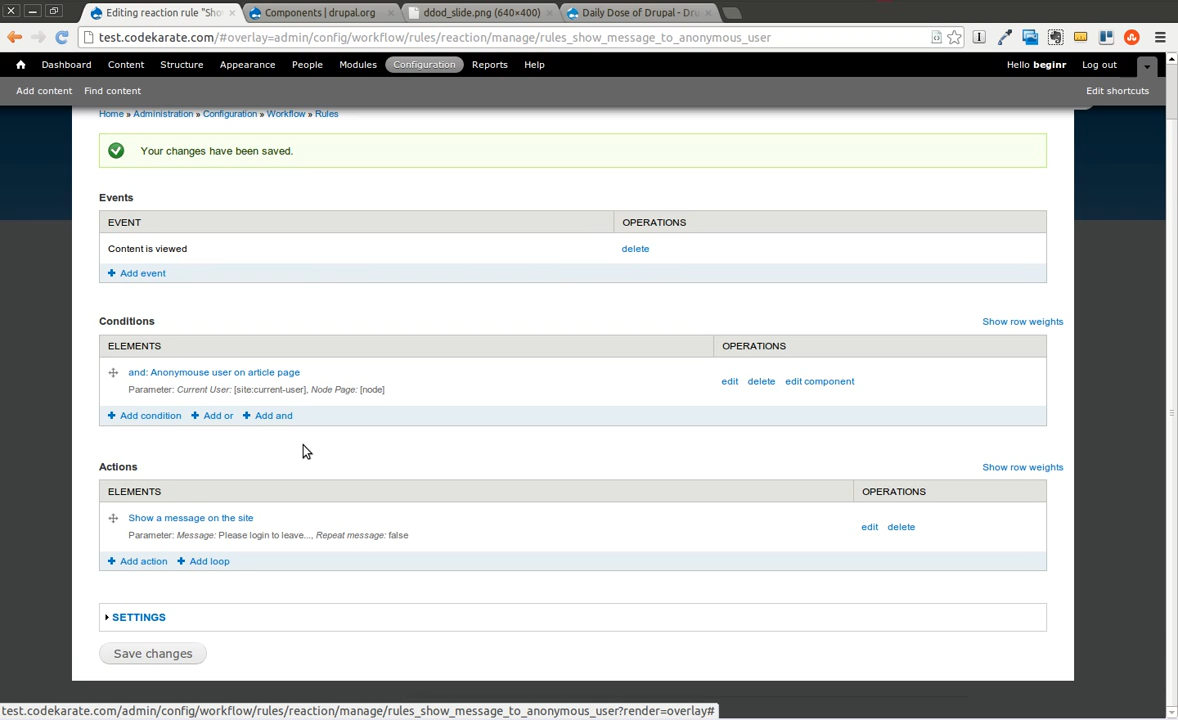 Editing reaction rule "Sho
Components | drupal.org
ddod_slide.png (640×400)
Daily Dose of Drupal - Dru
test.codekarate.com/#overlay=admin/config/workflow/rules/reaction/manage/rules_show_message_to_anonymous_user
Dashboard Content Structure Appearance People Modules Configuration Reports Help Hello beginr Log out
Add content Find content Edit shortcuts
Home » Administration » Configuration » Workflow » Rules
Your changes have been saved.
Events
EVENT OPERATIONS
Content is viewed delete
Add event
Conditions Show row weights
ELEMENTS OPERATIONS
and: Anonymouse user on article page
Parameter: Current User: [site:current-user], Node Page: [node]
edit delete edit component
Add condition Add or Add and
Actions Show row weights
ELEMENTS OPERATIONS
Show a message on the site
Parameter: Message: Please login to leave..., Repeat message: false
edit delete
Add action Add loop
SETTINGS
Save changes
test.codekarate.com/admin/config/workflow/rules/reaction/manage/rules_show_message_to_anonymous_user?render=overlay#